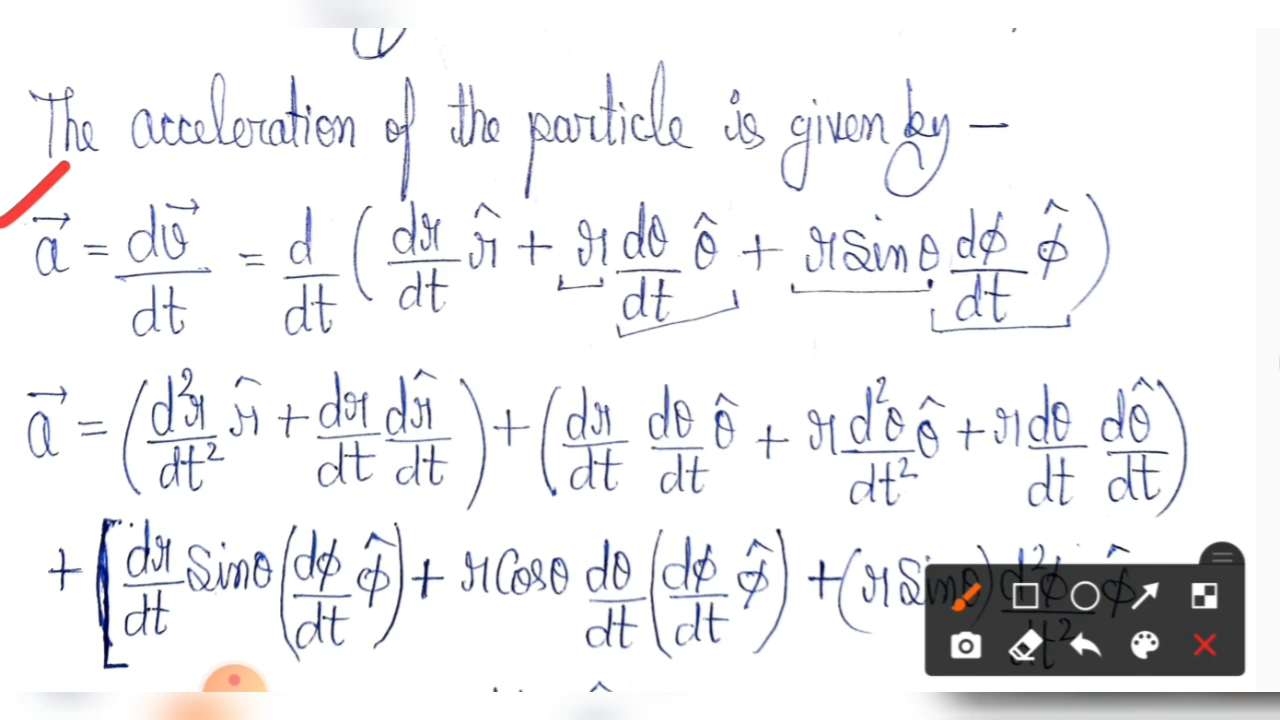 The acceleration of the particle is given by —
a⃗ = dv⃗/dt = d/dt ( dr/dt r̂ + r dθ/dt θ̂ + r Sinθ dϕ/dt ϕ̂ )
a⃗ = ( d²r/dt² r̂ + dr/dt dr̂/dt ) + ( dr/dt dθ/dt θ̂ + r d²θ/dt² θ̂ + r dθ/dt dθ̂/dt )
+ [ dr/dt Sinθ ( dϕ/dt ϕ̂ ) + r Cosθ dθ/dt ( dϕ/dt ϕ̂ ) + (r Sinθ) d²ϕ/dt² ϕ̂